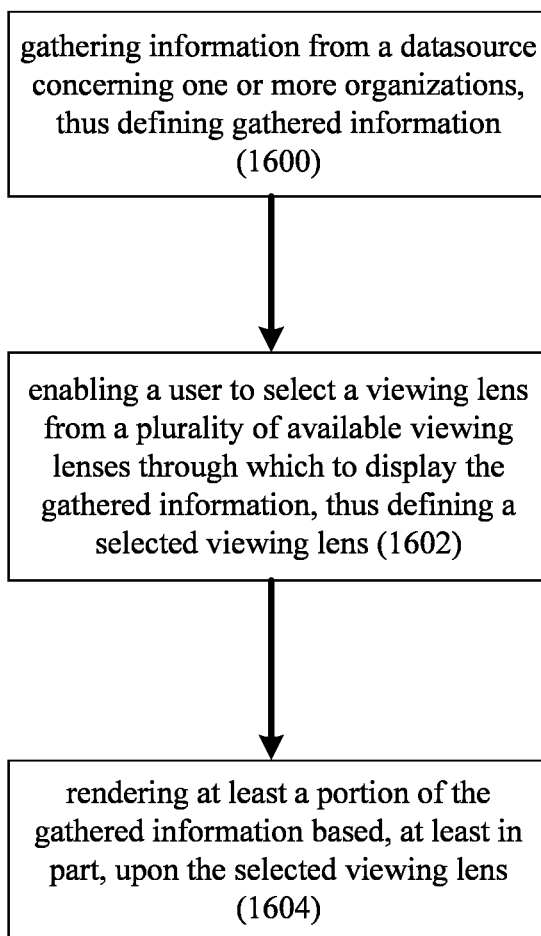 gathering information from a datasource
concerning one or more organizations,
thus defining gathered information
(1600)
enabling a user to select a viewing lens
from a plurality of available viewing
lenses through which to display the
gathered information, thus defining a
selected viewing lens (1602)
rendering at least a portion of the
gathered information based, at least in
part, upon the selected viewing lens
(1604)